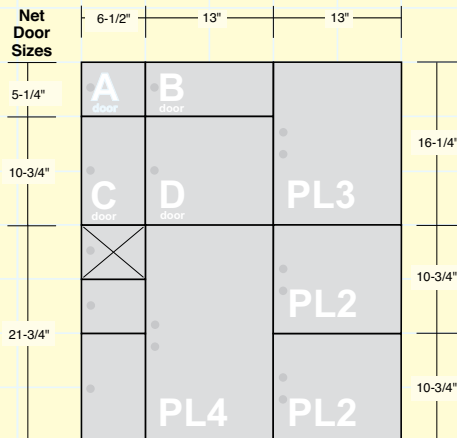 Net
Door
Sizes
6-1/2"
13"
13"
5-1/4"
10-3/4"
21-3/4"
A
door
B
door
C
door
D
door
PL3
PL2
PL4
PL2
16-1/4"
10-3/4"
10-3/4"